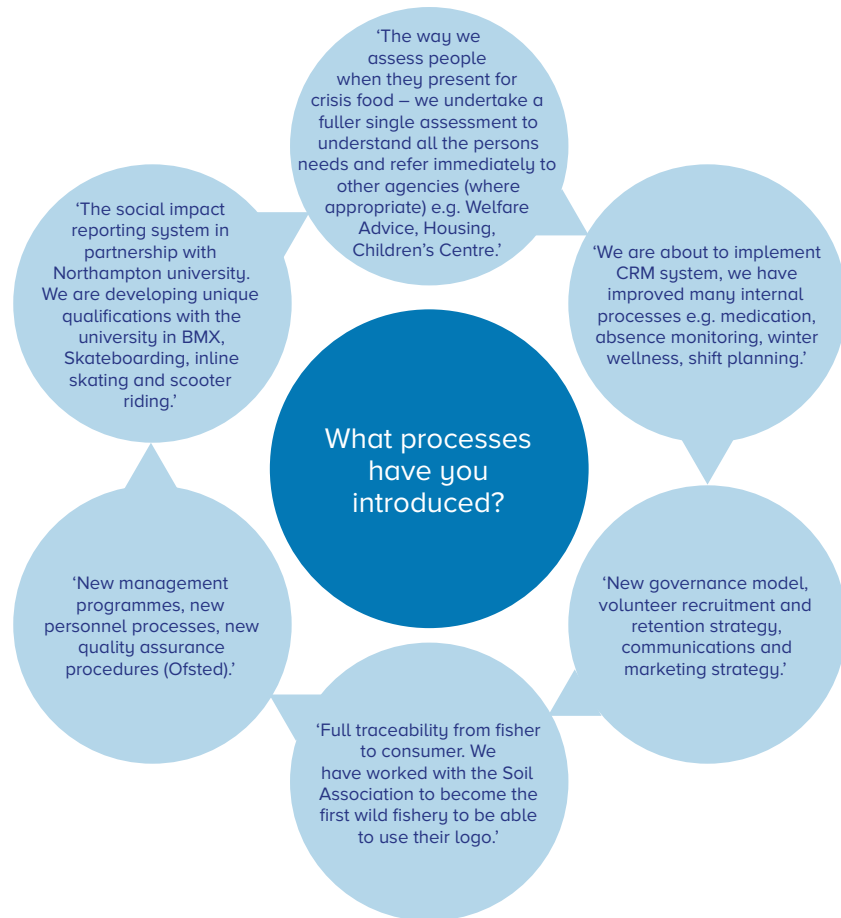 ‘The way we
assess people
when they present for
crisis food – we undertake a
fuller single assessment to
understand all the persons
needs and refer immediately to
other agencies (where
appropriate) e.g. Welfare
Advice, Housing,
Children’s Centre.’
‘We are about to implement
CRM system, we have
improved many internal
processes e.g. medication,
absence monitoring, winter
wellness, shift planning.’
‘New governance model,
volunteer recruitment and
retention strategy,
communications and
marketing strategy.’
‘Full traceability from fisher
to consumer. We
have worked with the Soil
Association to become the
first wild fishery to be able
to use their logo.’
‘New management
programmes, new
personnel processes, new
quality assurance
procedures (Ofsted).’
‘The social impact
reporting system in
partnership with
Northampton university.
We are developing unique
qualifications with the
university in BMX,
Skateboarding, inline
skating and scooter
riding.’
What processes
have you
introduced?